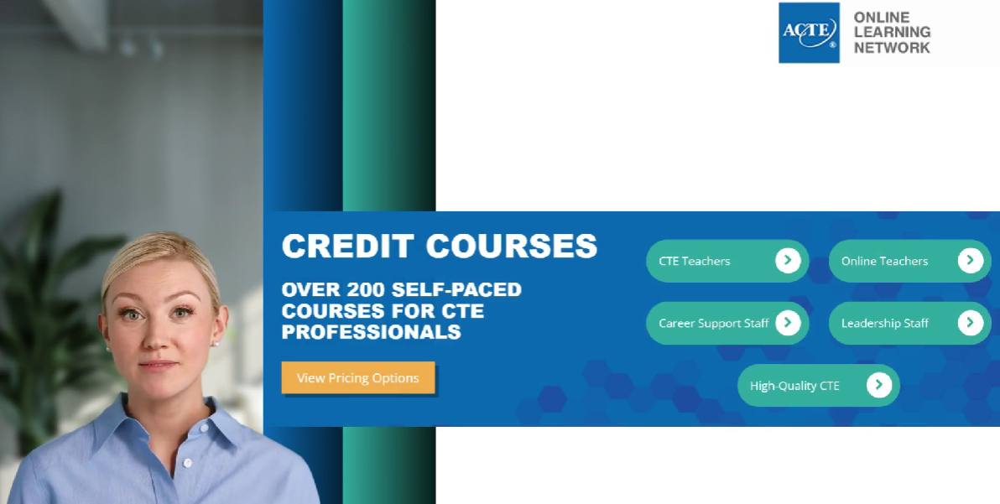 ACTE®
ONLINE
LEARNING
NETWORK
CREDIT COURSES
OVER 200 SELF-PACED
COURSES FOR CTE
PROFESSIONALS
View Pricing Options
CTE Teachers
Online Teachers
Career Support Staff
Leadership Staff
High-Quality CTE